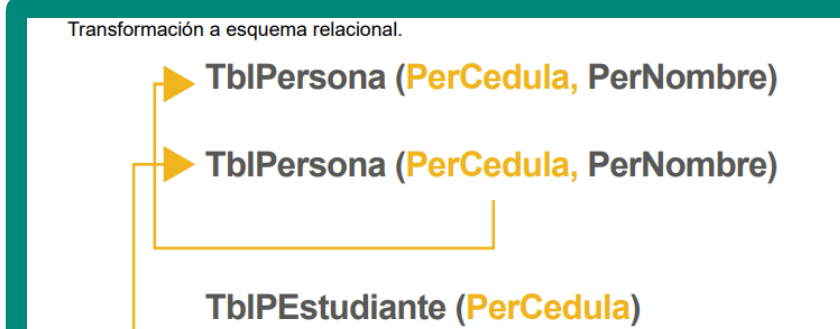 Transformación a esquema relacional.
TblPersona (PerCedula, PerNombre)
TblPersona (PerCedula, PerNombre)
TblPEstudiante (PerCedula)